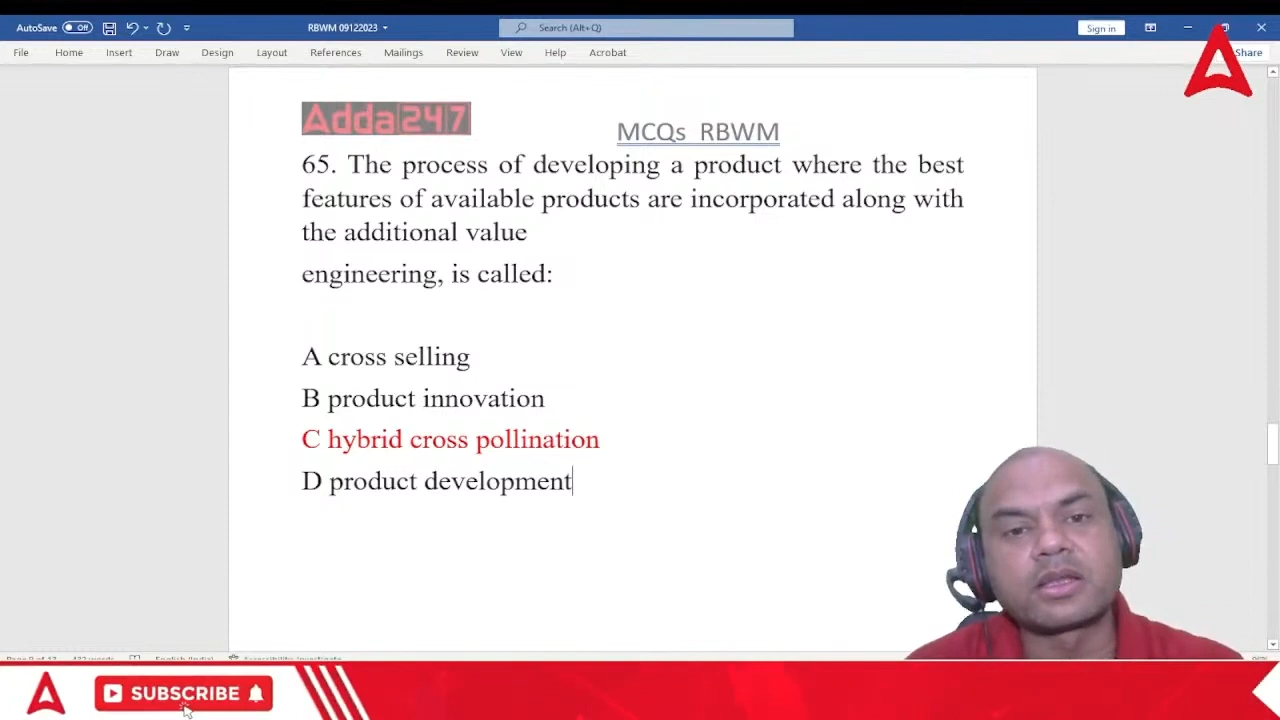 AutoSave Off RBWM 09122023 Search (Alt+Q) Sign in
File Home Insert Draw Design Layout References Mailings Review View Help Acrobat Share
Adda247
MCQs RBWM
65. The process of developing a product where the best
features of available products are incorporated along with
the additional value
engineering, is called:
A cross selling
B product innovation
C hybrid cross pollination
D product development
SUBSCRIBE